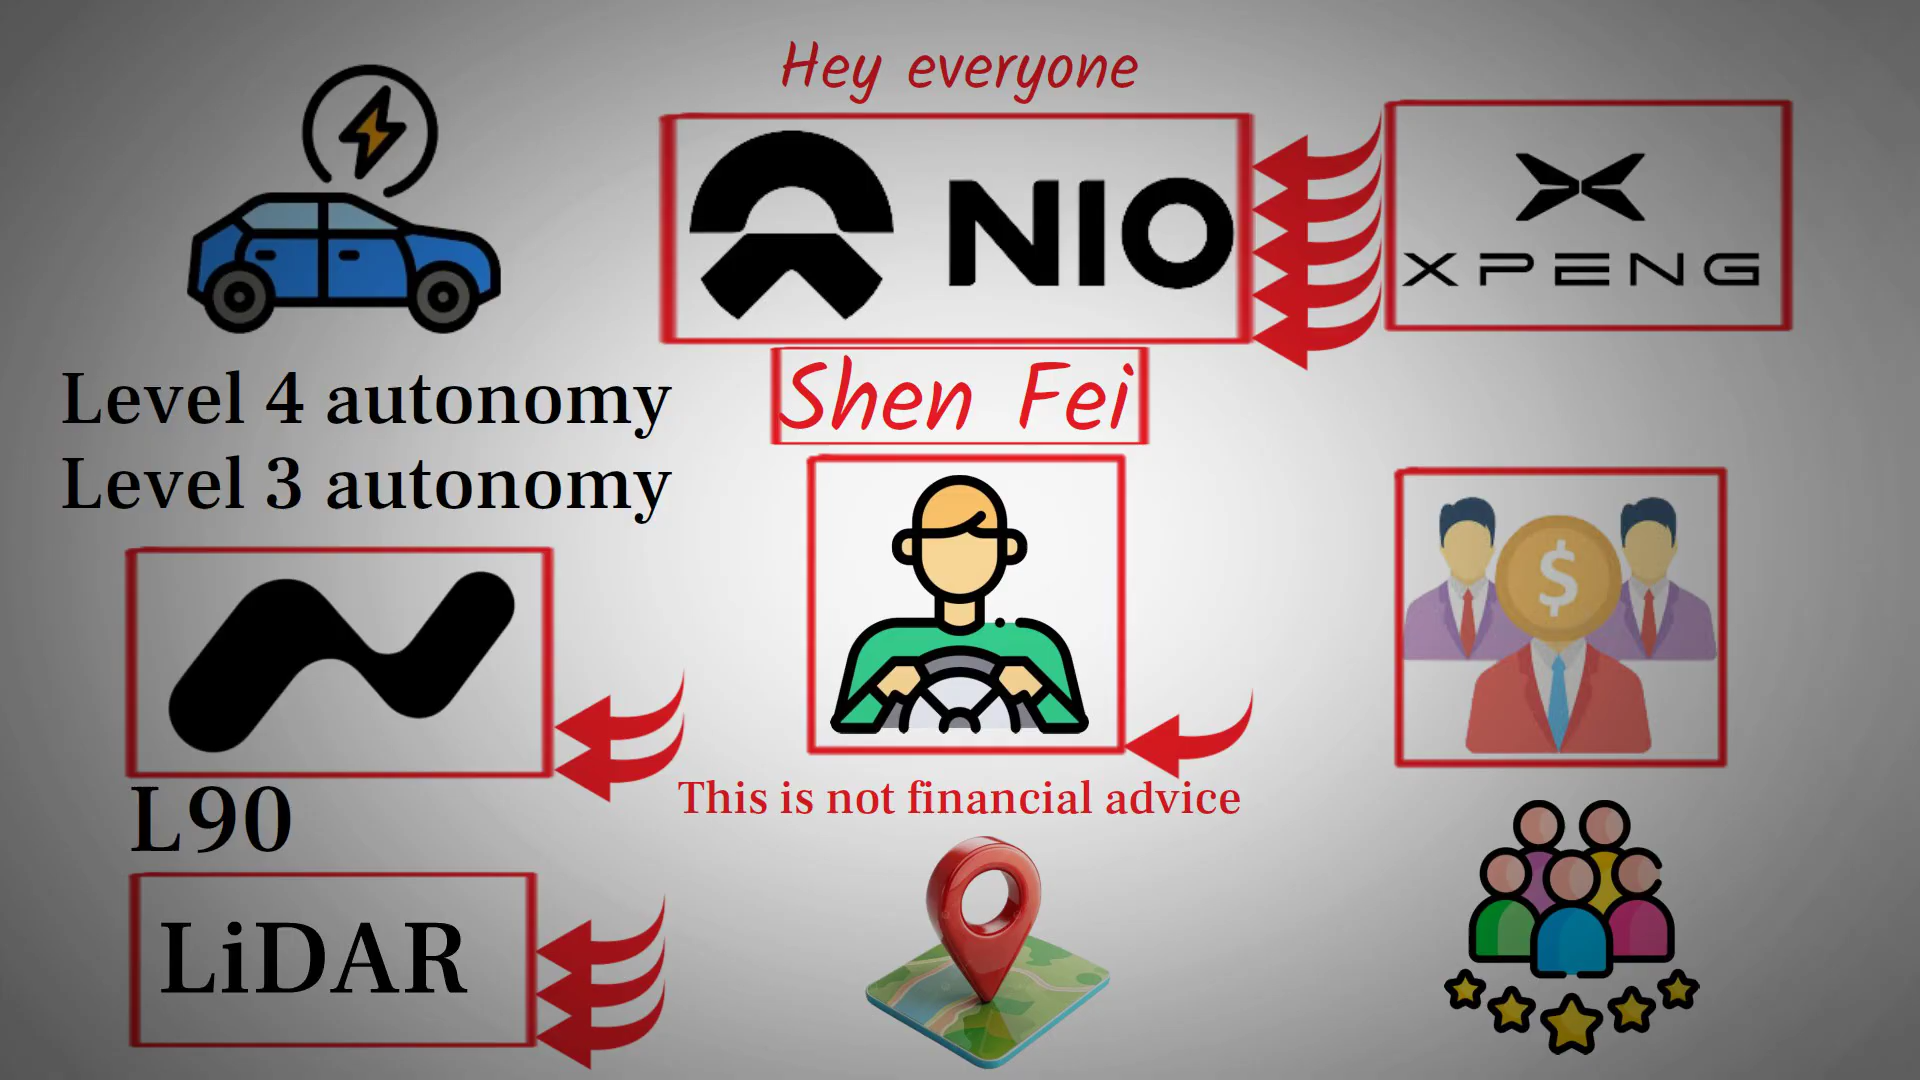 Hey everyone
NIO
XPENG
Shen Fei
Level 4 autonomy
Level 3 autonomy
L90
This is not financial advice
LiDAR
$